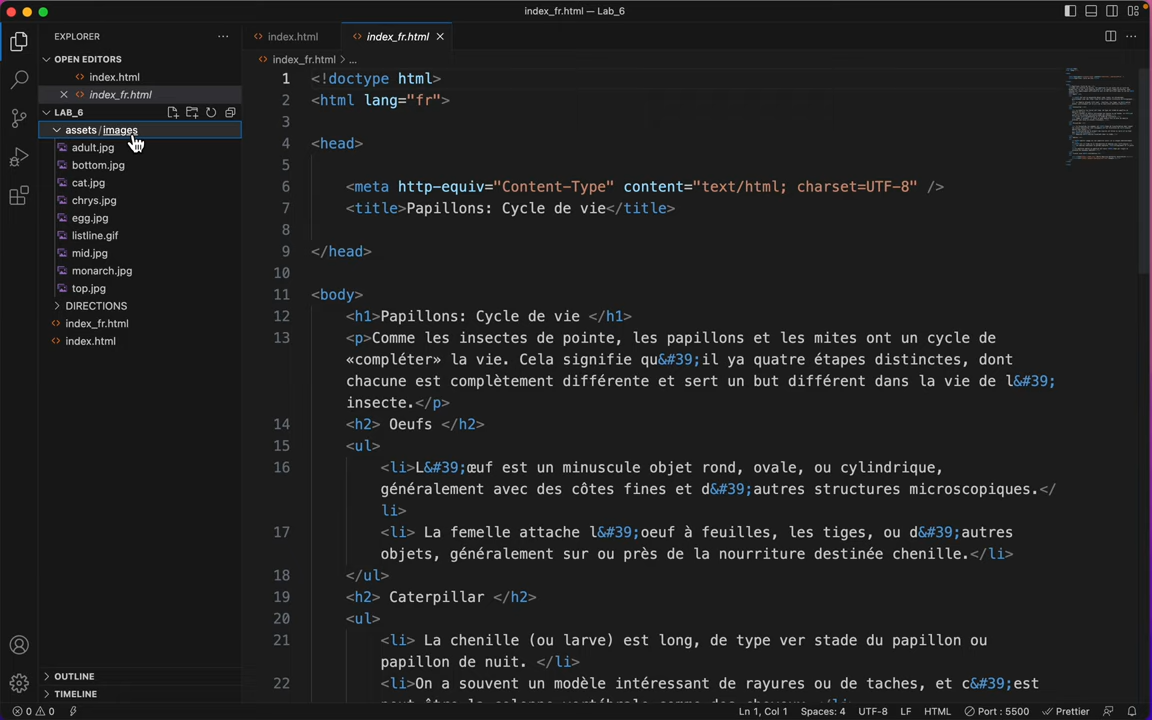 index_fr.html — Lab_6
EXPLORER
index.html
index_fr.html
OPEN EDITORS
index.html
index_fr.html
index_fr.html > ...
LAB_6
assets / images
adult.jpg
bottom.jpg
cat.jpg
chrys.jpg
egg.jpg
listline.gif
mid.jpg
monarch.jpg
top.jpg
DIRECTIONS
index_fr.html
index.html
OUTLINE
TIMELINE
1 <!doctype html>
2 <html lang="fr">
3
4 <head>
5
6 <meta http-equiv="Content-Type" content="text/html; charset=UTF-8" />
7 <title>Papillons: Cycle de vie</title>
8
9 </head>
10
11 <body>
12 <h1>Papillons: Cycle de vie </h1>
13 <p>Comme les insectes de pointe, les papillons et les mites ont un cycle de
«compléter» la vie. Cela signifie qu&#39;il ya quatre étapes distinctes, dont
chacune est complètement différente et sert un but différent dans la vie de l&#39;
insecte.</p>
14 <h2> Oeufs </h2>
15 <ul>
16 <li>L&#39;œuf est un minuscule objet rond, ovale, ou cylindrique,
généralement avec des côtes fines et d&#39;autres structures microscopiques.</
li>
17 <li> La femelle attache l&#39;oeuf à feuilles, les tiges, ou d&#39;autres
objets, généralement sur ou près de la nourriture destinée chenille.</li>
18 </ul>
19 <h2> Caterpillar </h2>
20 <ul>
21 <li> La chenille (ou larve) est long, de type ver stade du papillon ou
papillon de nuit. </li>
22 <li>On a souvent un modèle intéressant de rayures ou de taches, et c&#39;est
0 0
Ln 1, Col 1 Spaces: 4 UTF-8 LF HTML Port : 5500 Prettier